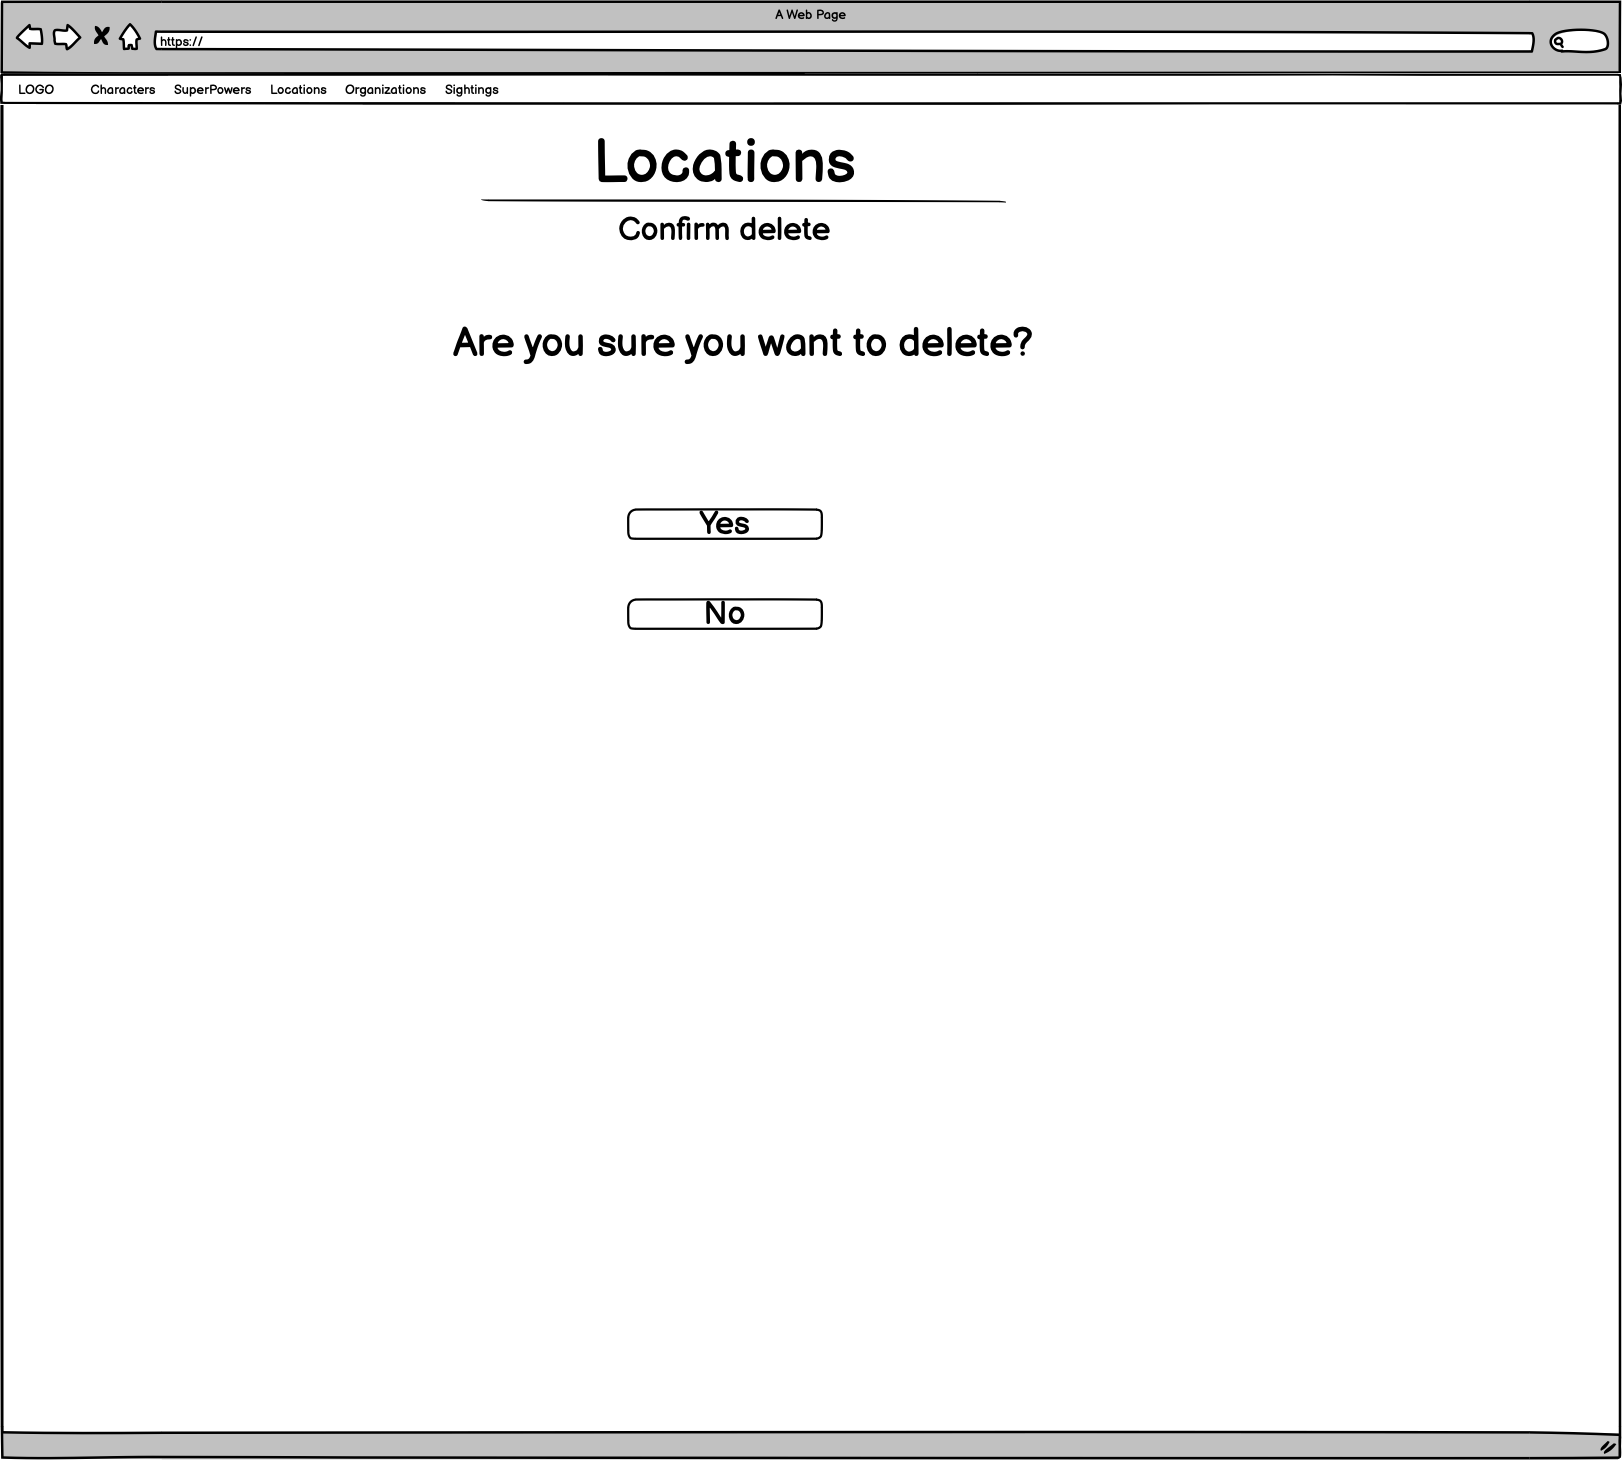 A Web Page
https://
LOGO Characters SuperPowers Locations Organizations Sightings
Locations
Confirm delete
Are you sure you want to delete?
Yes
No